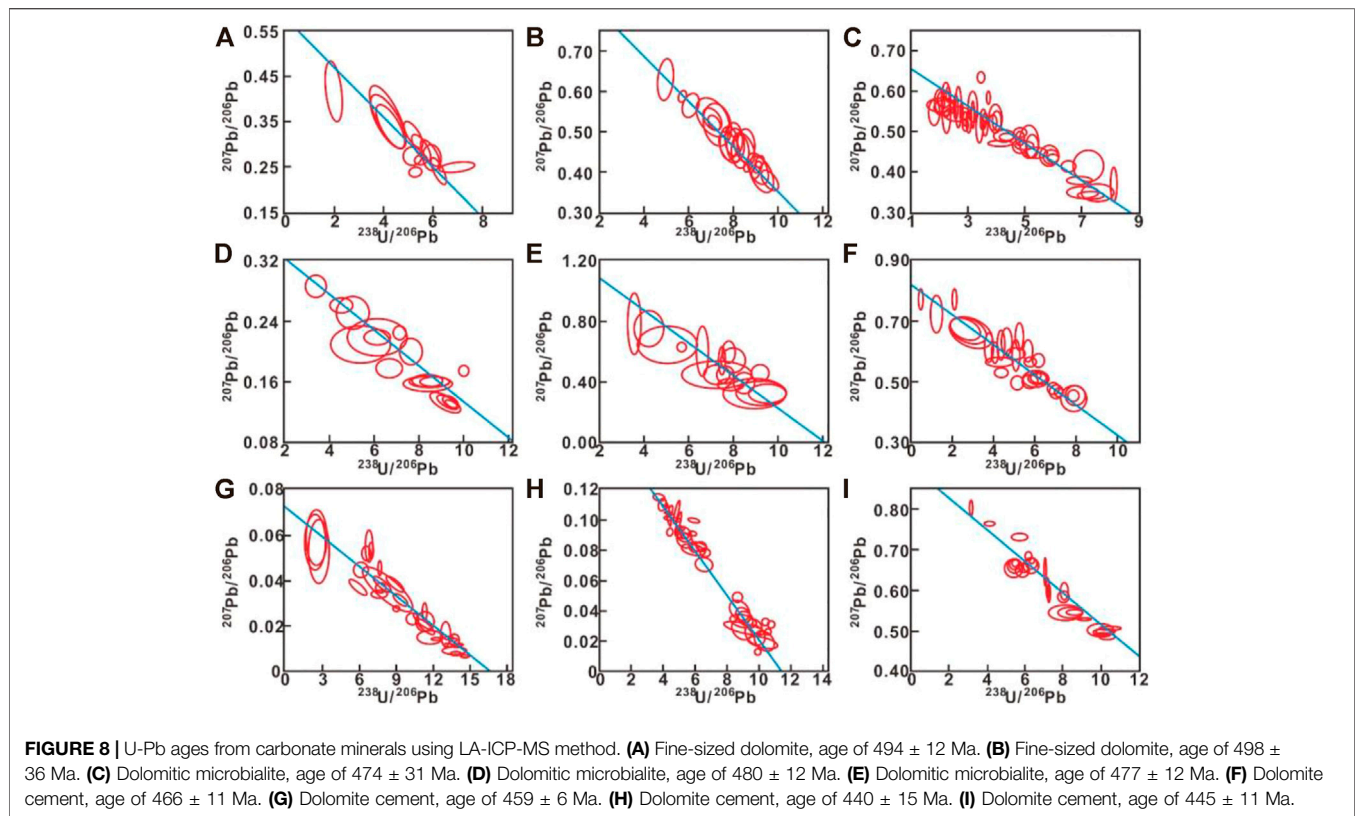 A
0.55
0.45
0.35
0.25
0.15
207Pb/206Pb
0 2 4 6 8
238U/206Pb
B
0.70
0.60
0.50
0.40
0.30
207Pb/206Pb
2 4 6 8 10 12
238U/206Pb
C
0.70
0.60
0.50
0.40
0.30
207Pb/206Pb
1 3 5 7 9
238U/206Pb
D
0.32
0.24
0.16
0.08
207Pb/206Pb
2 4 6 8 10 12
238U/206Pb
E
1.20
0.80
0.40
0.00
207Pb/206Pb
2 4 6 8 10 12
238U/206Pb
F
0.90
0.70
0.50
0.30
207Pb/206Pb
0 2 4 6 8 10
238U/206Pb
G
0.08
0.06
0.04
0.02
0
207Pb/206Pb
0 3 6 9 12 15 18
238U/206Pb
H
0.12
0.10
0.08
0.06
0.04
0.02
0
207Pb/206Pb
0 2 4 6 8 10 12 14
238U/206Pb
I
0.80
0.70
0.60
0.50
0.40
207Pb/206Pb
0 2 4 6 8 10 12
238U/206Pb
FIGURE 8 | U-Pb ages from carbonate minerals using LA-ICP-MS method. (A) Fine-sized dolomite, age of 494 ± 12 Ma. (B) Fine-sized dolomite, age of 498 ±
36 Ma. (C) Dolomitic microbialite, age of 474 ± 31 Ma. (D) Dolomitic microbialite, age of 480 ± 12 Ma. (E) Dolomitic microbialite, age of 477 ± 12 Ma. (F) Dolomite
cement, age of 466 ± 11 Ma. (G) Dolomite cement, age of 459 ± 6 Ma. (H) Dolomite cement, age of 440 ± 15 Ma. (I) Dolomite cement, age of 445 ± 11 Ma.